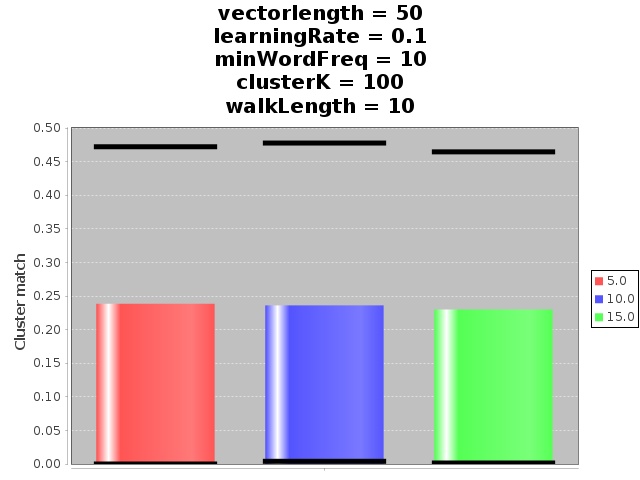 vectorlength = 50
learningRate = 0.1
minWordFreq = 10
clusterK = 100
walkLength = 10
0.50
0.45
0.40
0.35
0.30
0.25
0.20
0.15
0.10
0.05
0.00
Cluster match
5.0
10.0
15.0